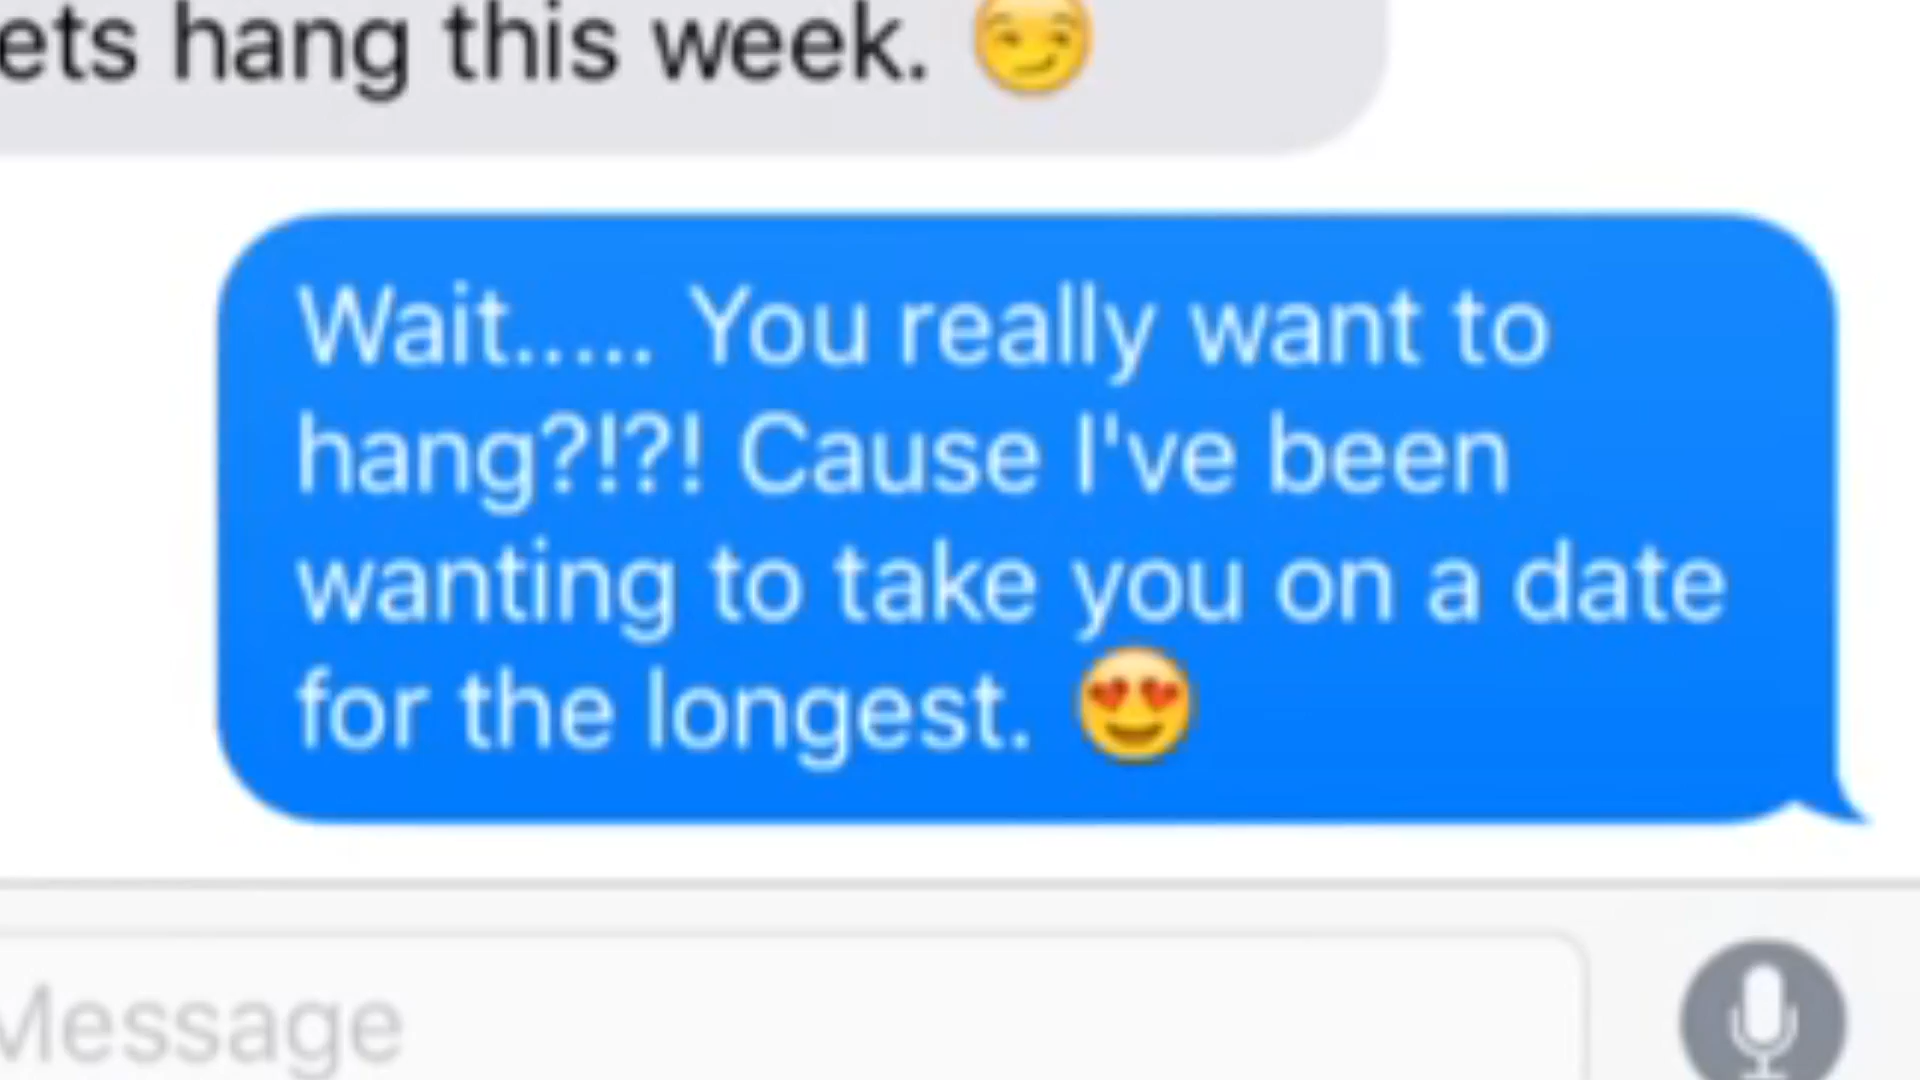 ets hang this week. 😏
Wait..... You really want to
hang?!?! Cause I've been
wanting to take you on a date
for the longest. 😍
Message